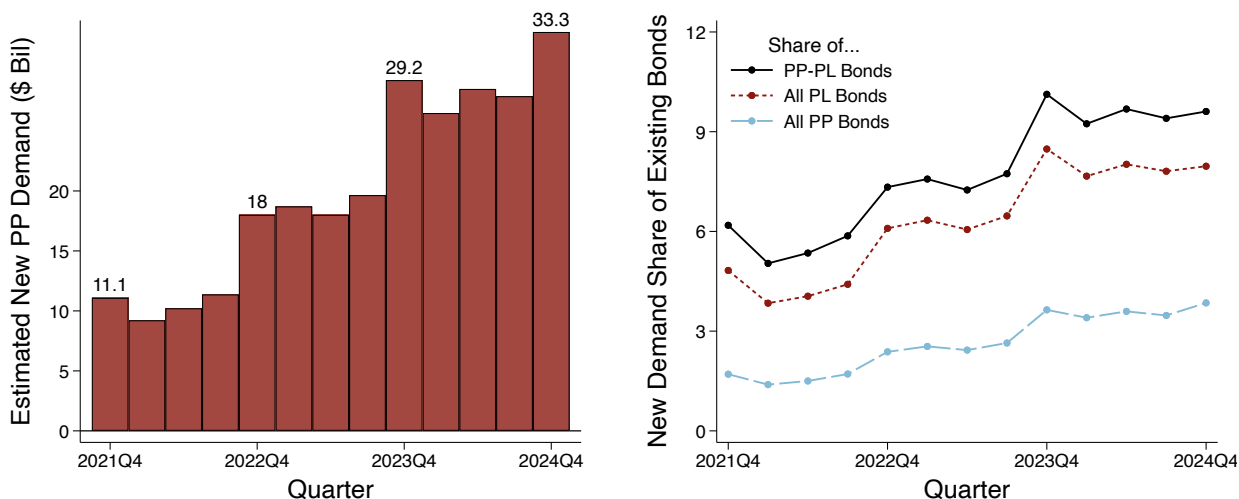 Estimated New PP Demand ($ Bil)
0
5
10
15
20
11.1
18
29.2
33.3
2021Q4
2022Q4
2023Q4
2024Q4
Quarter
New Demand Share of Existing Bonds
0
3
6
9
12
Share of...
PP-PL Bonds
All PL Bonds
All PP Bonds
2021Q4
2022Q4
2023Q4
2024Q4
Quarter